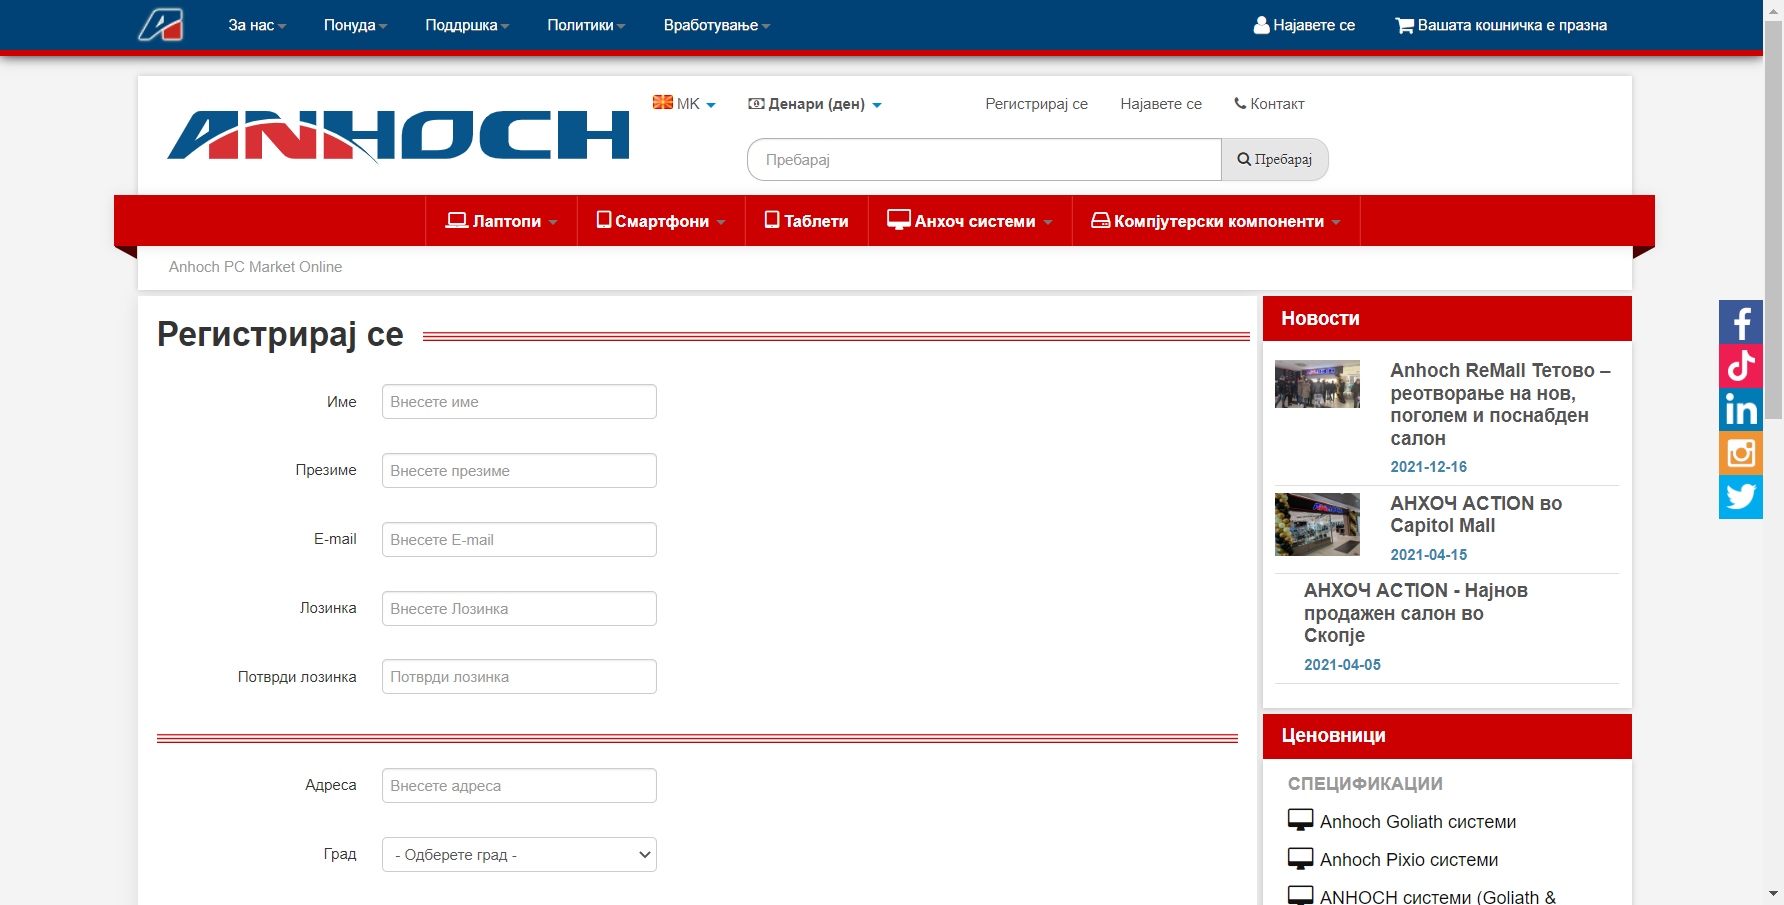 За нас
Понуда
Поддршка
Политики
Вработување
Најавете се
Вашата кошничка е празна
ANHOCH
MK
Денари (ден)
Регистрирај се
Најавете се
Контакт
Пребарај
Пребарај
Лаптопи
Смартфони
Таблети
Анхоч системи
Компјутерски компоненти
Anhoch PC Market Online
Регистрирај се
Име
Внесете име
Презиме
Внесете презиме
E-mail
Внесете E-mail
Лозинка
Внесете Лозинка
Потврди лозинка
Потврди лозинка
Адреса
Внесете адреса
Град
- Одберете град -
Новости
Anhoch ReMall Тетово –
реотворање на нов,
поголем и поснабден
салон
2021-12-16
АНХОЧ ACTION во
Capitol Mall
2021-04-15
АНХОЧ ACTION - Најнов
продажен салон во
Скопје
2021-04-05
Ценовници
СПЕЦИФИКАЦИИ
Anhoch Goliath системи
Anhoch Pixio системи
ANHOCH системи (Goliath &